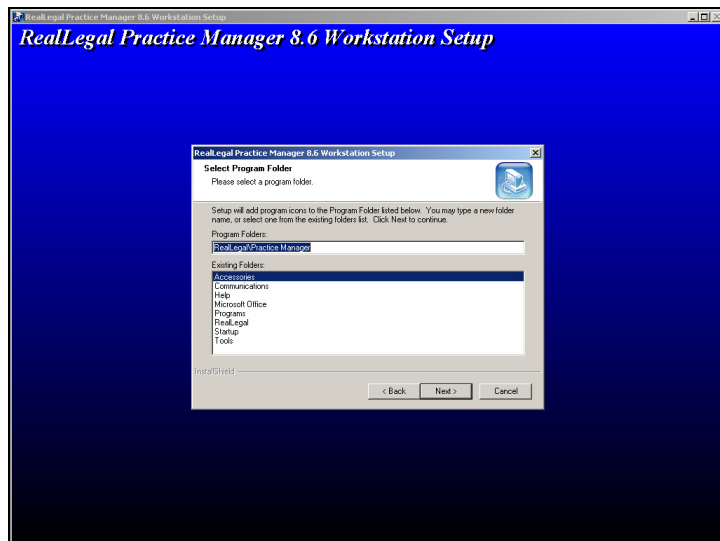 RealLegal Practice Manager 8.6 Workstation Setup
RealLegal Practice Manager 8.6 Workstation Setup
RealLegal Practice Manager 8.6 Workstation Setup
Select Program Folder
Please select a program folder.
Setup will add program icons to the Program Folder listed below. You may type a new folder
name, or select one from the existing folders list. Click Next to continue.
Program Folders:
RealLegal\Practice Manager
Existing Folders:
Accessories
Communications
Help
Microsoft Office
Programs
RealLegal
Startup
Tools
InstallShield
< Back
Next >
Cancel